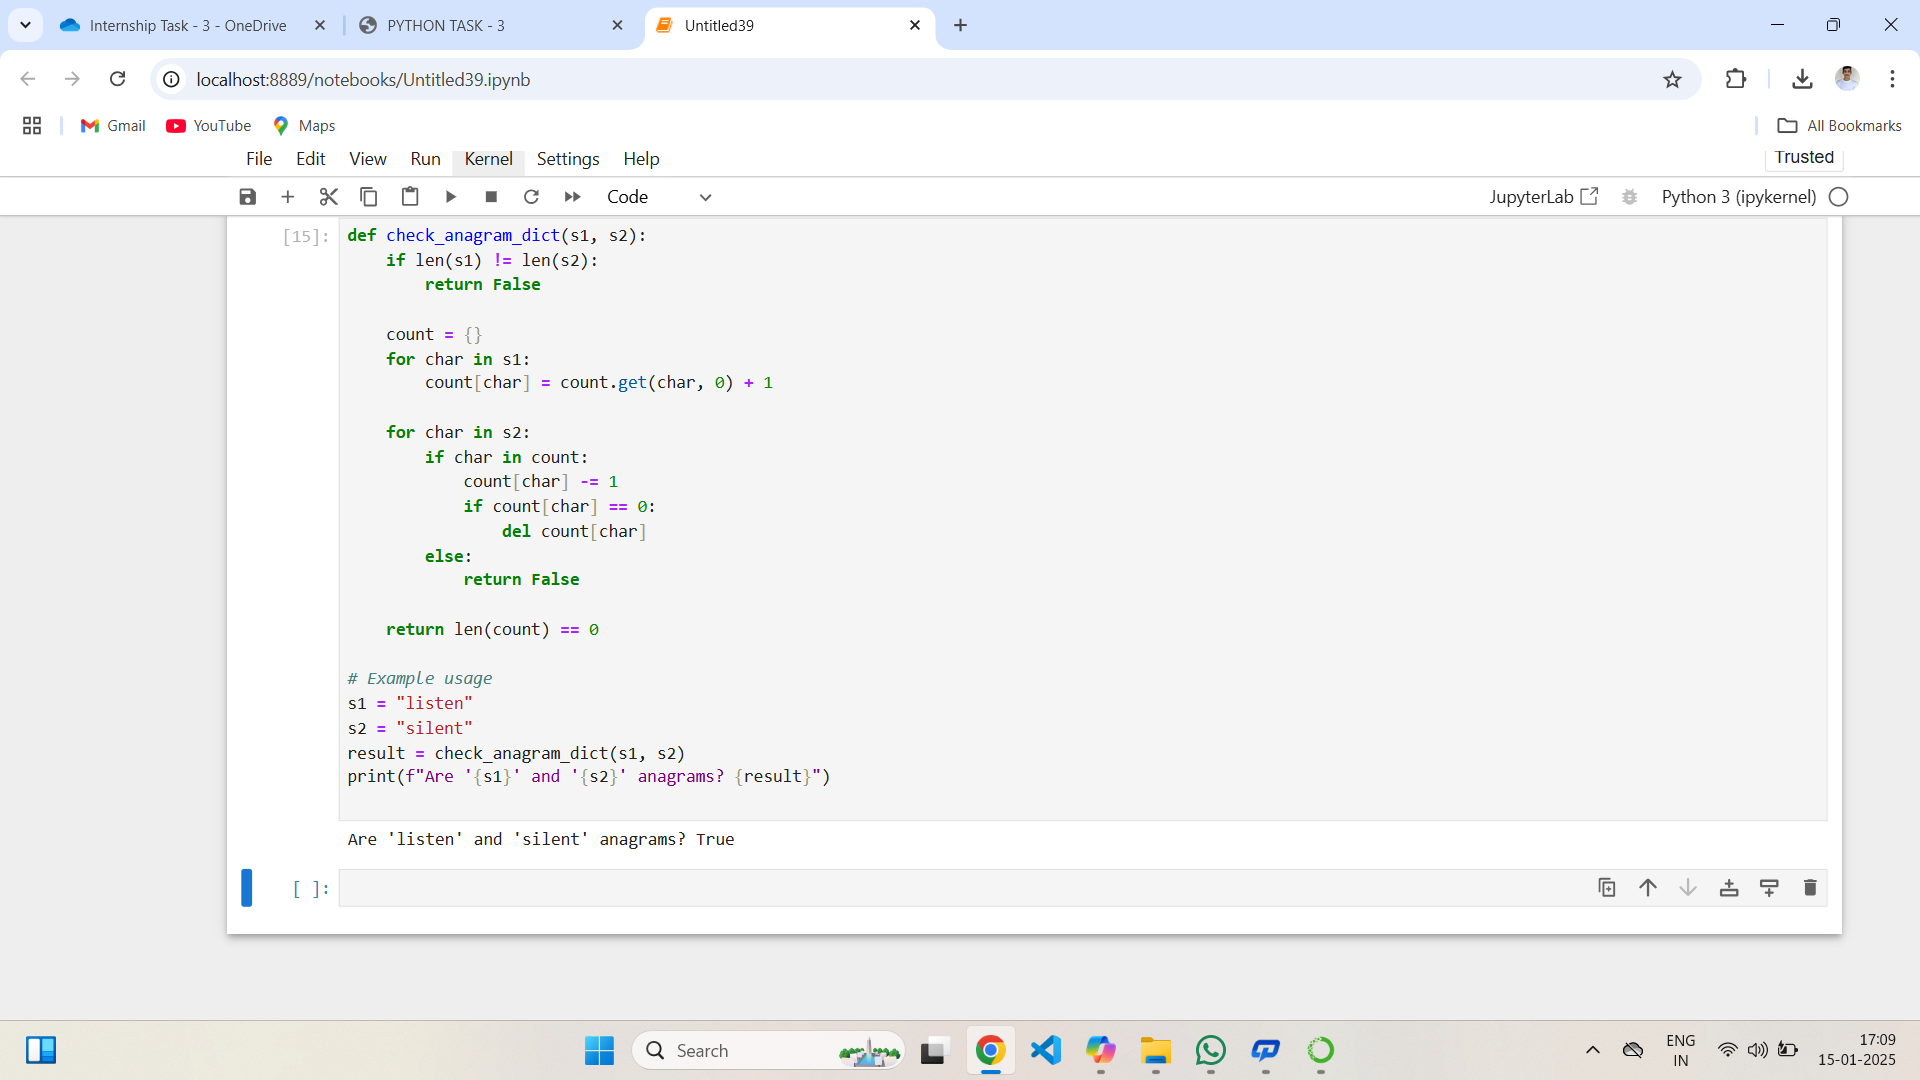 Internship Task - 3 - OneDrive
PYTHON TASK - 3
Untitled39
localhost:8889/notebooks/Untitled39.ipynb
Gmail
YouTube
Maps
All Bookmarks
File Edit View Run Kernel Settings Help
Trusted
Code
JupyterLab
Python 3 (ipykernel)
[15]:
def check_anagram_dict(s1, s2):
    if len(s1) != len(s2):
        return False

    count = {}
    for char in s1:
        count[char] = count.get(char, 0) + 1

    for char in s2:
        if char in count:
            count[char] -= 1
            if count[char] == 0:
                del count[char]
        else:
            return False

    return len(count) == 0

# Example usage
s1 = "listen"
s2 = "silent"
result = check_anagram_dict(s1, s2)
print(f"Are '{s1}' and '{s2}' anagrams? {result}")
Are 'listen' and 'silent' anagrams? True
[ ]:
Search
ENG
IN
17:09
15-01-2025